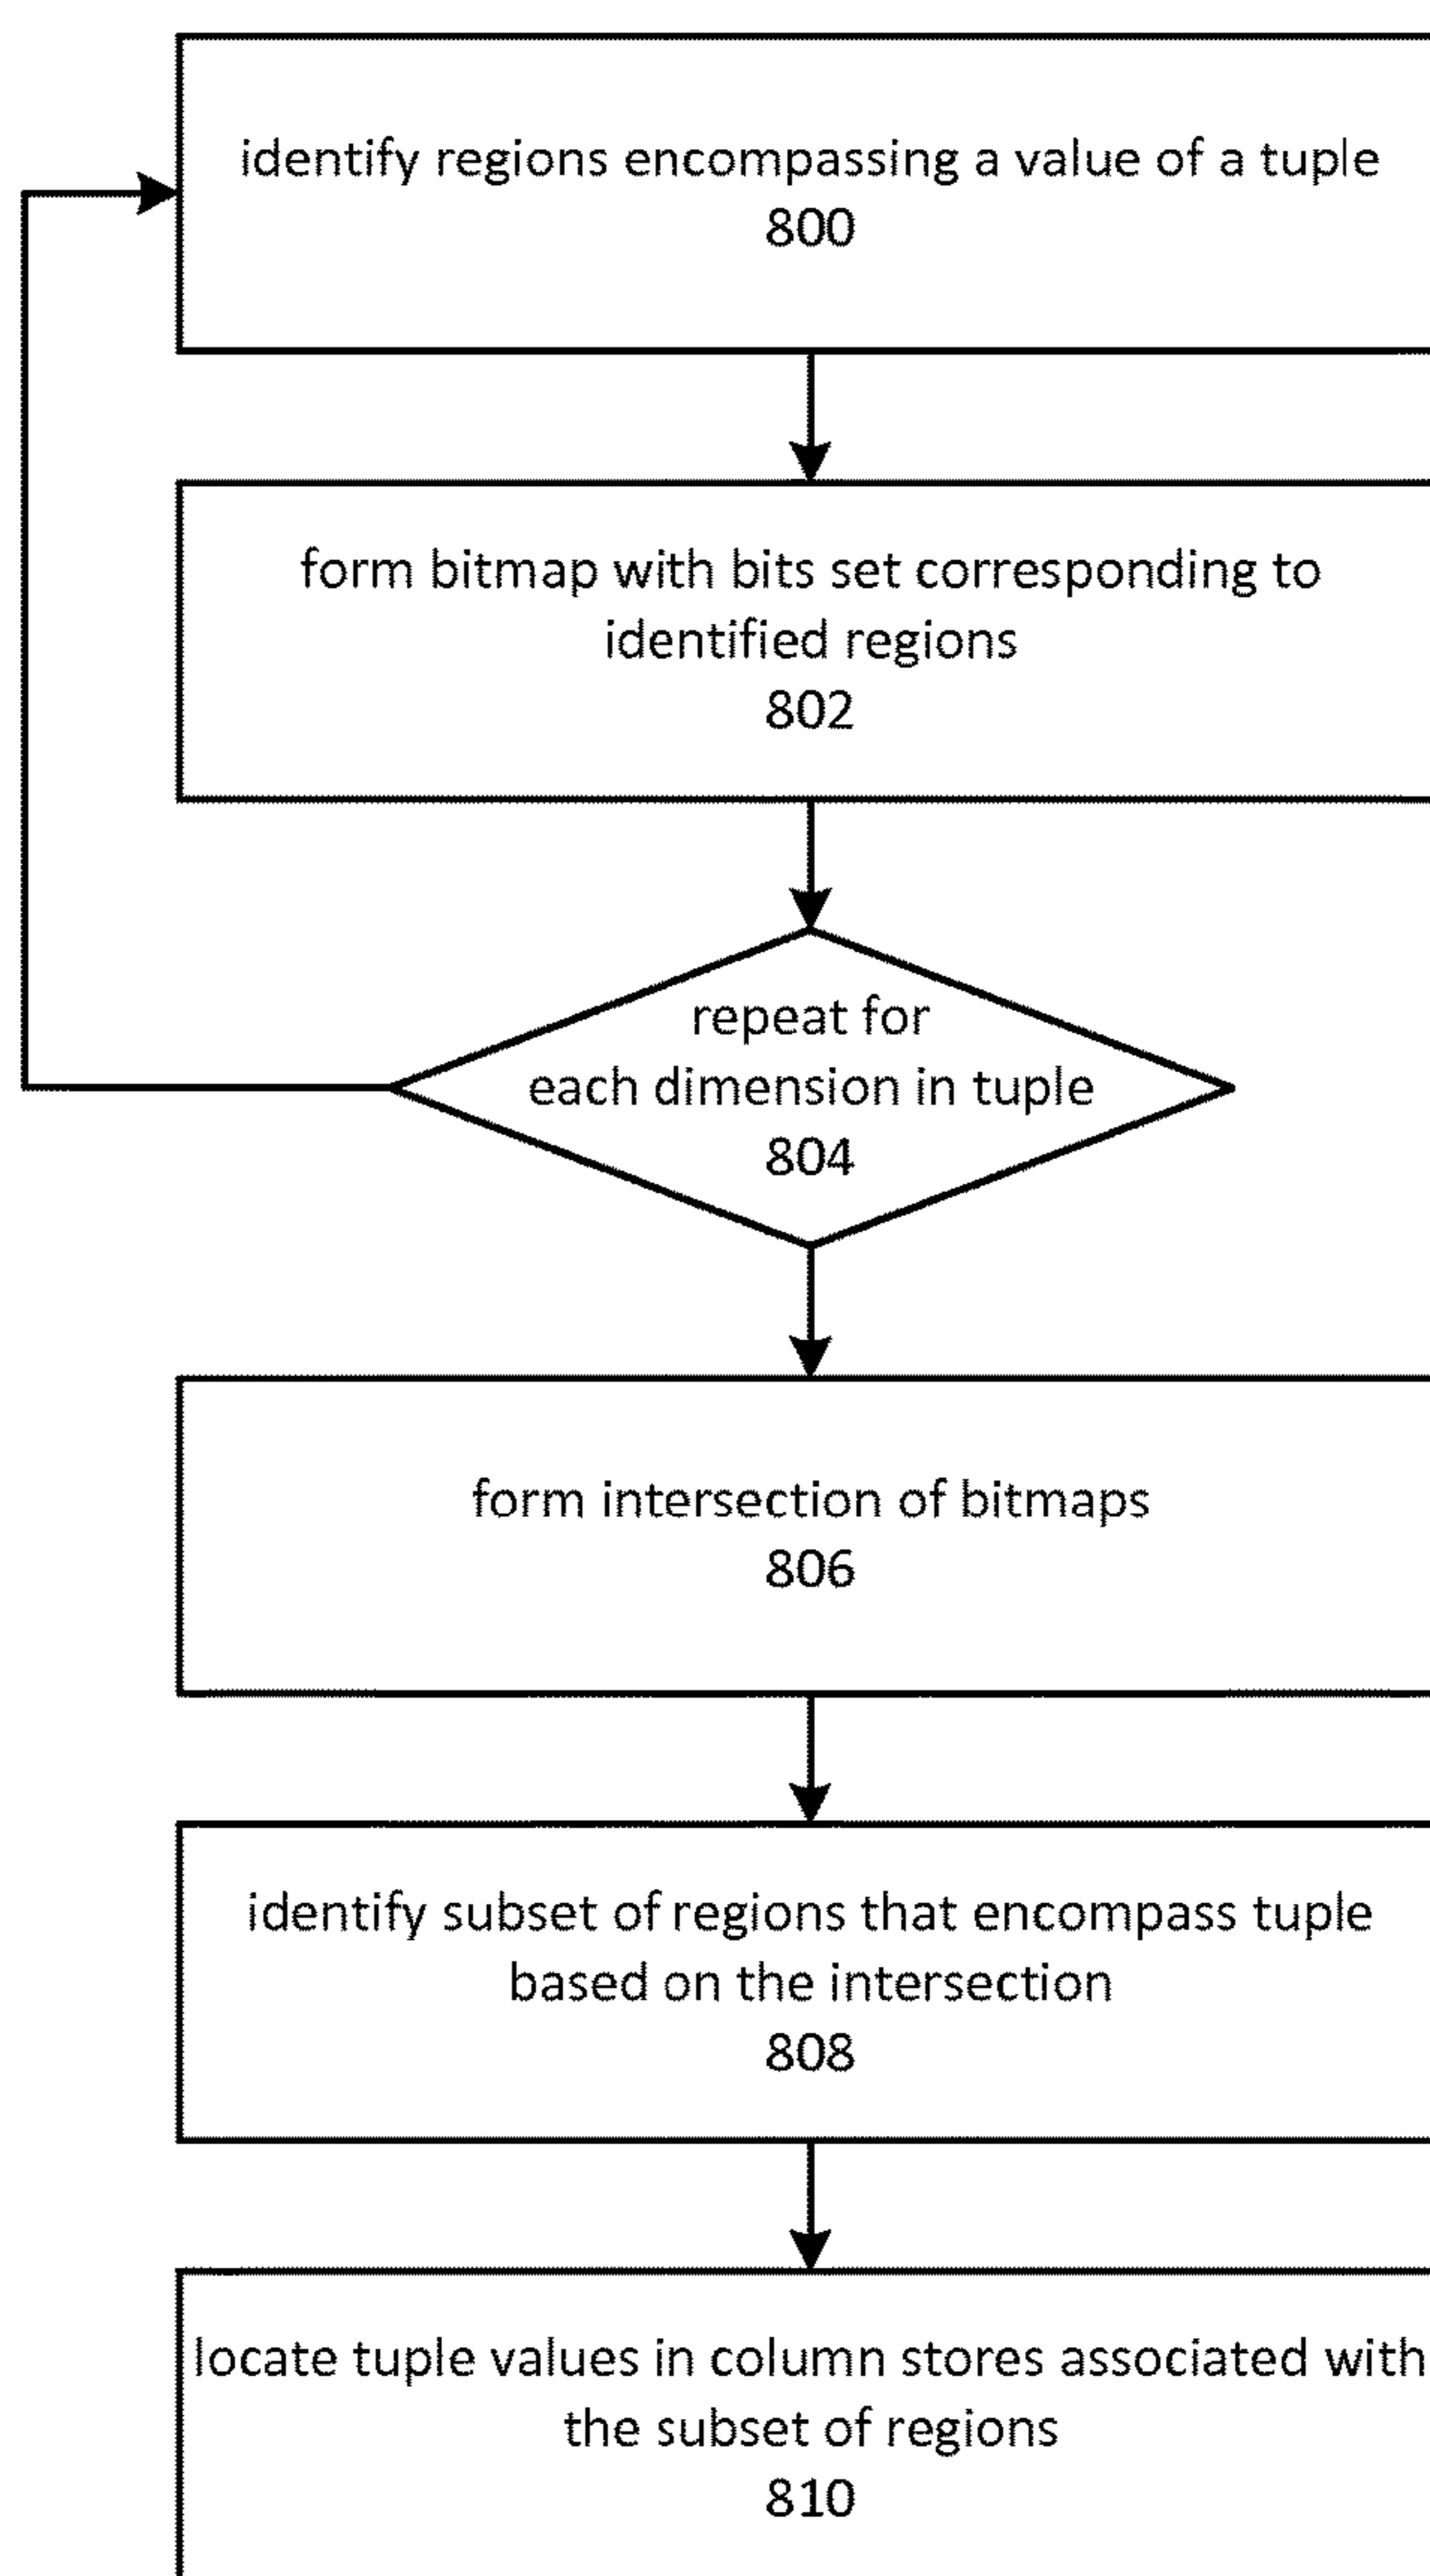 identify regions encompassing a value of a tuple
800
form bitmap with bits set corresponding to
identified regions
802
repeat for
each dimension in tuple
804
form intersection of bitmaps
806
identify subset of regions that encompass tuple
based on the intersection
808
locate tuple values in column stores associated with
the subset of regions
810